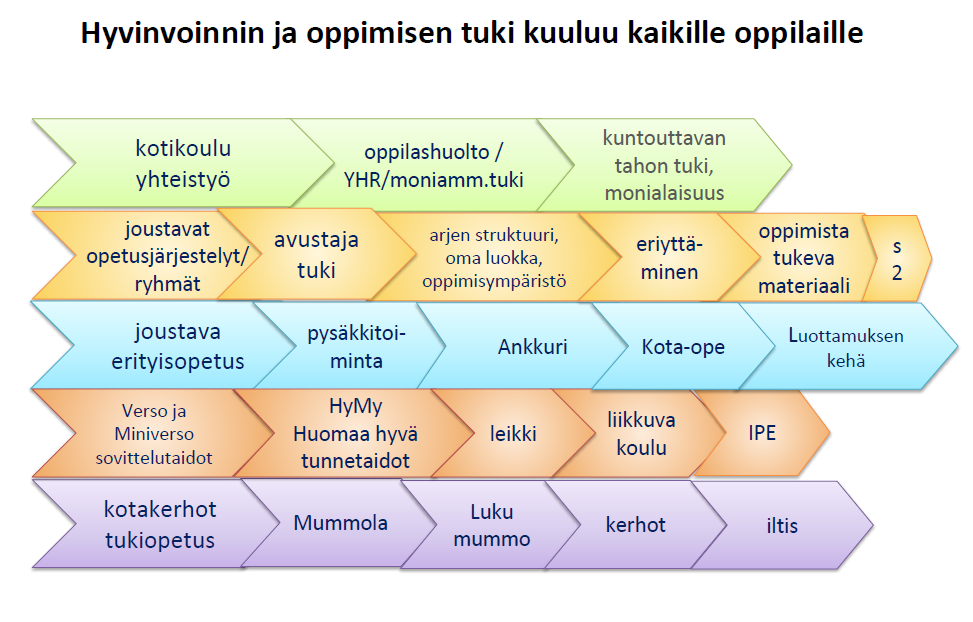 Hyvinvoinnin ja oppimisen tuki kuuluu kaikille oppilaille
kotikoulu
yhteistyö
oppilashuolto /
YHR/moniamm.tuki
kuntouttavan
tahon tuki,
monialaisuus
joustavat
opetusjärjestelyt/
ryhmät
avustaja
tuki
arjen struktuuri,
oma luokka,
oppimisympäristö
eriyttä-
minen
oppimista
tukeva
materiaali
s
2
joustava
erityisopetus
pysäkkitoi-
minta
Ankkuri
Kota-ope
Luottamuksen
kehä
Verso ja
Miniverso
sovittelutaidot
HyMy
Huomaa hyvä
tunnetaidot
leikki
liikkuva
koulu
IPE
kotakerhot
tukiopetus
Mummola
Luku
mummo
kerhot
iltis